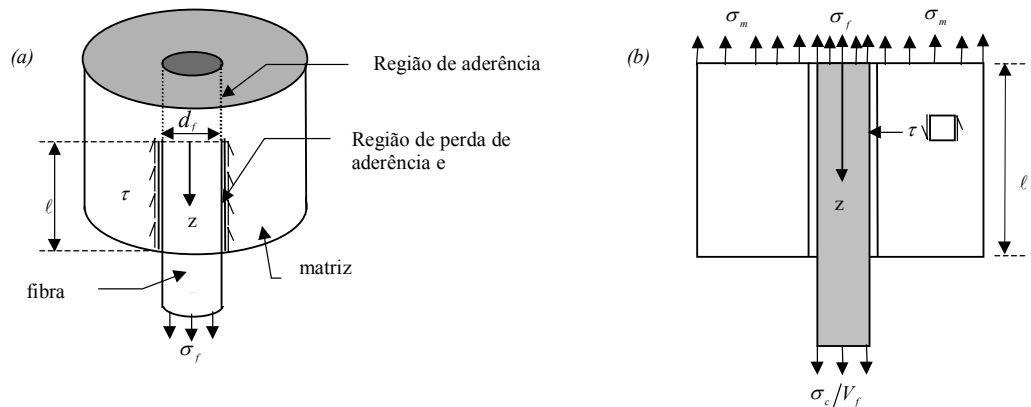 (a)
Região de aderência
d_f
Região de perda de
aderência e
τ
ℓ
z
matriz
fibra
σ_f
(b)
σ_m
σ_f
σ_m
τ
ℓ
z
σ_c/V_f